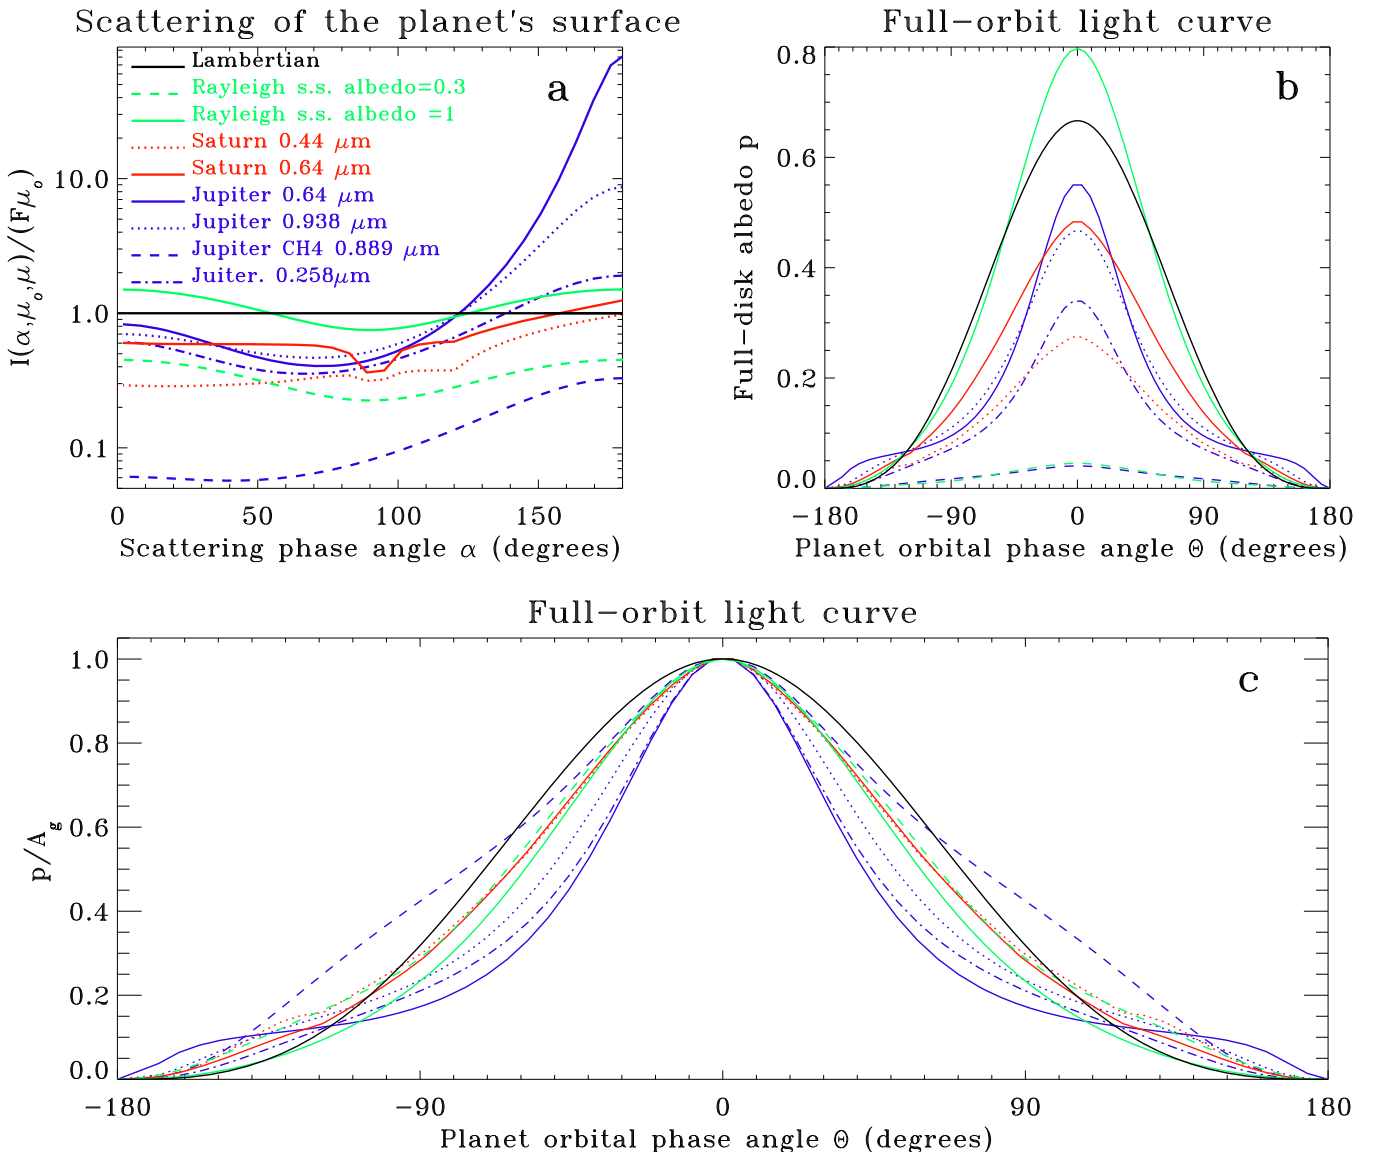 Scattering of the planet's surface
a
Lambertian
Rayleigh s.s. albedo=0.3
Rayleigh s.s. albedo =1
Saturn 0.44 μm
Saturn 0.64 μm
Jupiter 0.64 μm
Jupiter 0.938 μm
Jupiter CH4 0.889 μm
Juiter. 0.258μm
I(α,μₒ,μ)/(Fμₒ)
10.0
1.0
0.1
0 50 100 150
Scattering phase angle α (degrees)
Full−orbit light curve
b
Full−disk albedo p
0.8
0.6
0.4
0.2
0.0
−180 −90 0 90 180
Planet orbital phase angle Θ (degrees)
Full−orbit light curve
c
p/A_g
1.0
0.8
0.6
0.4
0.2
0.0
−180 −90 0 90 180
Planet orbital phase angle Θ (degrees)